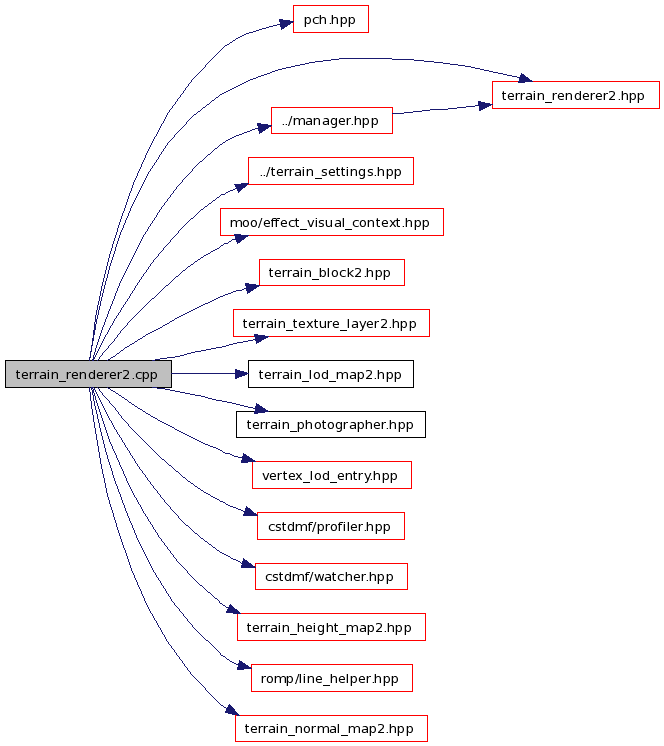 pch.hpp
terrain_renderer2.hpp
../manager.hpp
../terrain_settings.hpp
moo/effect_visual_context.hpp
terrain_block2.hpp
terrain_texture_layer2.hpp
terrain_renderer2.cpp
terrain_lod_map2.hpp
terrain_photographer.hpp
vertex_lod_entry.hpp
cstdmf/profiler.hpp
cstdmf/watcher.hpp
terrain_height_map2.hpp
romp/line_helper.hpp
terrain_normal_map2.hpp